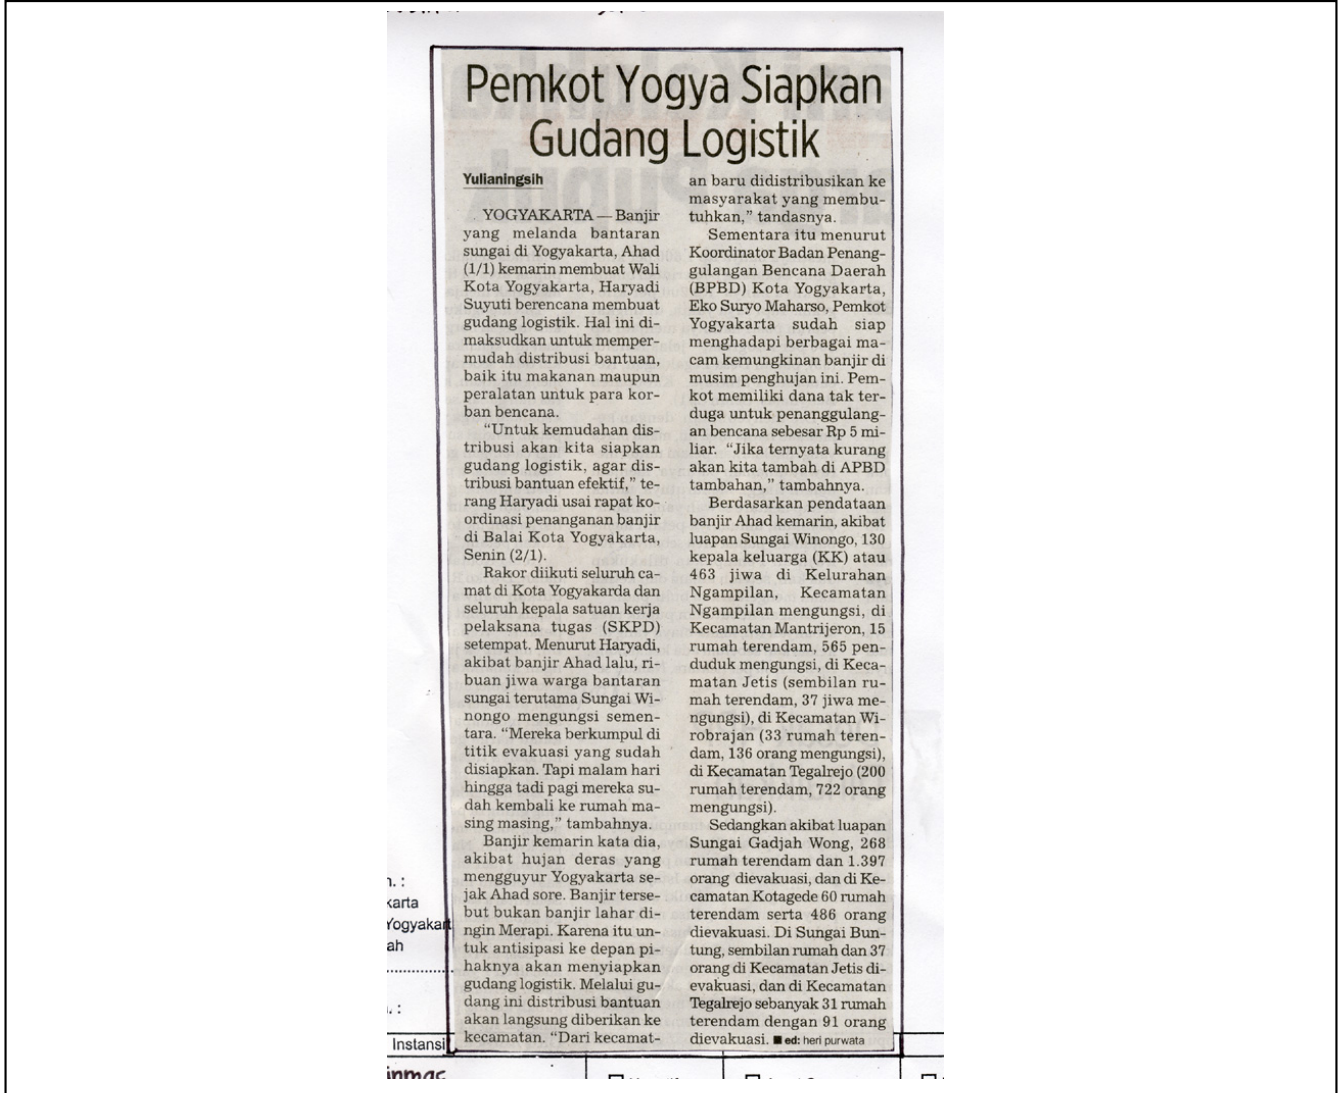 Pemkot Yogya Siapkan
Gudang Logistik
Yulianingsih
YOGYAKARTA — Banjir
yang melanda bantaran
sungai di Yogyakarta, Ahad
(1/1) kemarin membuat Wali
Kota Yogyakarta, Haryadi
Suyuti berencana membuat
gudang logistik. Hal ini di-
maksudkan untuk memper-
mudah distribusi bantuan,
baik itu makanan maupun
peralatan untuk para kor-
ban bencana.
“Untuk kemudahan dis-
tribusi akan kita siapkan
gudang logistik, agar dis-
tribusi bantuan efektif,” te-
rang Haryadi usai rapat ko-
ordinasi penanganan banjir
di Balai Kota Yogyakarta,
Senin (2/1).
Rakor diikuti seluruh ca-
mat di Kota Yogyakarda dan
seluruh kepala satuan kerja
pelaksana tugas (SKPD)
setempat. Menurut Haryadi,
akibat banjir Ahad lalu, ri-
buan jiwa warga bantaran
sungai terutama Sungai Wi-
nongo mengungsi semen-
tara. “Mereka berkumpul di
titik evakuasi yang sudah
disiapkan. Tapi malam hari
hingga tadi pagi mereka su-
dah kembali ke rumah ma-
sing masing,” tambahnya.
Banjir kemarin kata dia,
akibat hujan deras yang
mengguyur Yogyakarta se-
jak Ahad sore. Banjir terse-
but bukan banjir lahar di-
ngin Merapi. Karena itu un-
tuk antisipasi ke depan pi-
haknya akan menyiapkan
gudang logistik. Melalui gu-
dang ini distribusi bantuan
akan langsung diberikan ke
kecamatan. “Dari kecamat-
an baru didistribusikan ke
masyarakat yang membu-
tuhkan,” tandasnya.
Sementara itu menurut
Koordinator Badan Penang-
gulangan Bencana Daerah
(BPBD) Kota Yogyakarta,
Eko Suryo Maharso, Pemkot
Yogyakarta sudah siap
menghadapi berbagai ma-
cam kemungkinan banjir di
musim penghujan ini. Pem-
kot memiliki dana tak ter-
duga untuk penanggulang-
an bencana sebesar Rp 5 mi-
liar. “Jika ternyata kurang
akan kita tambah di APBD
tambahan,” tambahnya.
Berdasarkan pendataan
banjir Ahad kemarin, akibat
luapan Sungai Winongo, 130
kepala keluarga (KK) atau
463 jiwa di Kelurahan
Ngampilan, Kecamatan
Ngampilan mengungsi, di
Kecamatan Mantrijeron, 15
rumah terendam, 565 pen-
duduk mengungsi, di Keca-
matan Jetis (sembilan ru-
mah terendam, 37 jiwa me-
ngungsi), di Kecamatan Wi-
robrajan (33 rumah teren-
dam, 136 orang mengungsi),
di Kecamatan Tegalrejo (200
rumah terendam, 722 orang
mengungsi).
Sedangkan akibat luapan
Sungai Gadjah Wong, 268
rumah terendam dan 1.397
orang dievakuasi, dan di Ke-
camatan Kotagede 60 rumah
terendam serta 486 orang
dievakuasi. Di Sungai Bun-
tung, sembilan rumah dan 37
orang di Kecamatan Jetis di-
evakuasi, dan di Kecamatan
Tegalrejo sebanyak 31 rumah
terendam dengan 91 orang
dievakuasi. ■ ed: heri purwata
n. :
karta
Yogyakart
ah
. :
Instansi